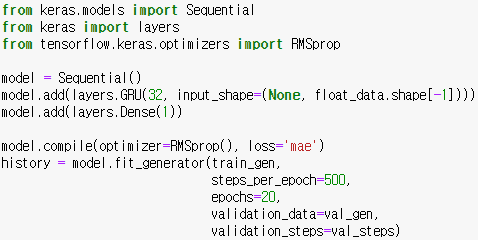 from keras.models import Sequential
from keras import layers
from tensorflow.keras.optimizers import RMSprop

model = Sequential()
model.add(layers.GRU(32, input_shape=(None, float_data.shape[-1])))
model.add(layers.Dense(1))

model.compile(optimizer=RMSprop(), loss='mae')
history = model.fit_generator(train_gen,
                              steps_per_epoch=500,
                              epochs=20,
                              validation_data=val_gen,
                              validation_steps=val_steps)